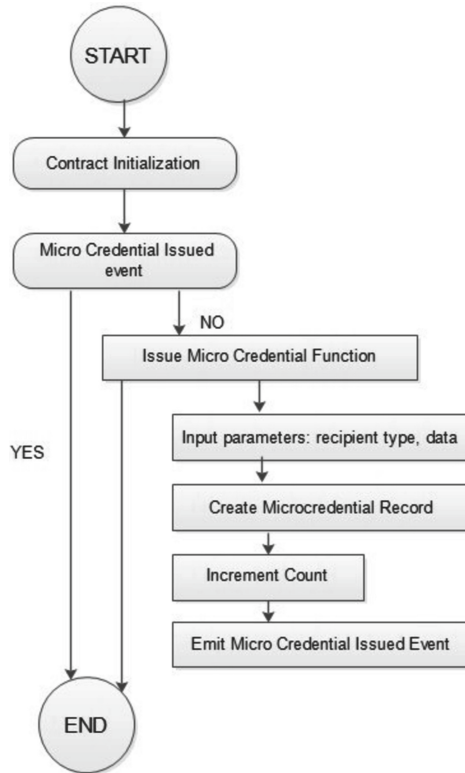 START
Contract Initialization
Micro Credential Issued
event
NO
Issue Micro Credential Function
Input parameters: recipient type, data
YES
Create Microcredential Record
Increment Count
Emit Micro Credential Issued Event
END